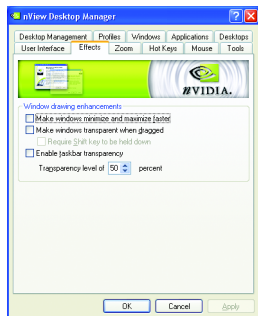 nView Desktop Manager
Desktop Management Profiles Windows Applications Desktops
User Interface Effects Zoom Hot Keys Mouse Tools
NVIDIA.
Window drawing enhancements
Make windows minimize and maximize faster
Make windows transparent when dragged
Require Shift key to be held down
Enable taskbar transparency
Transparency level of 50 percent
OK Cancel Apply